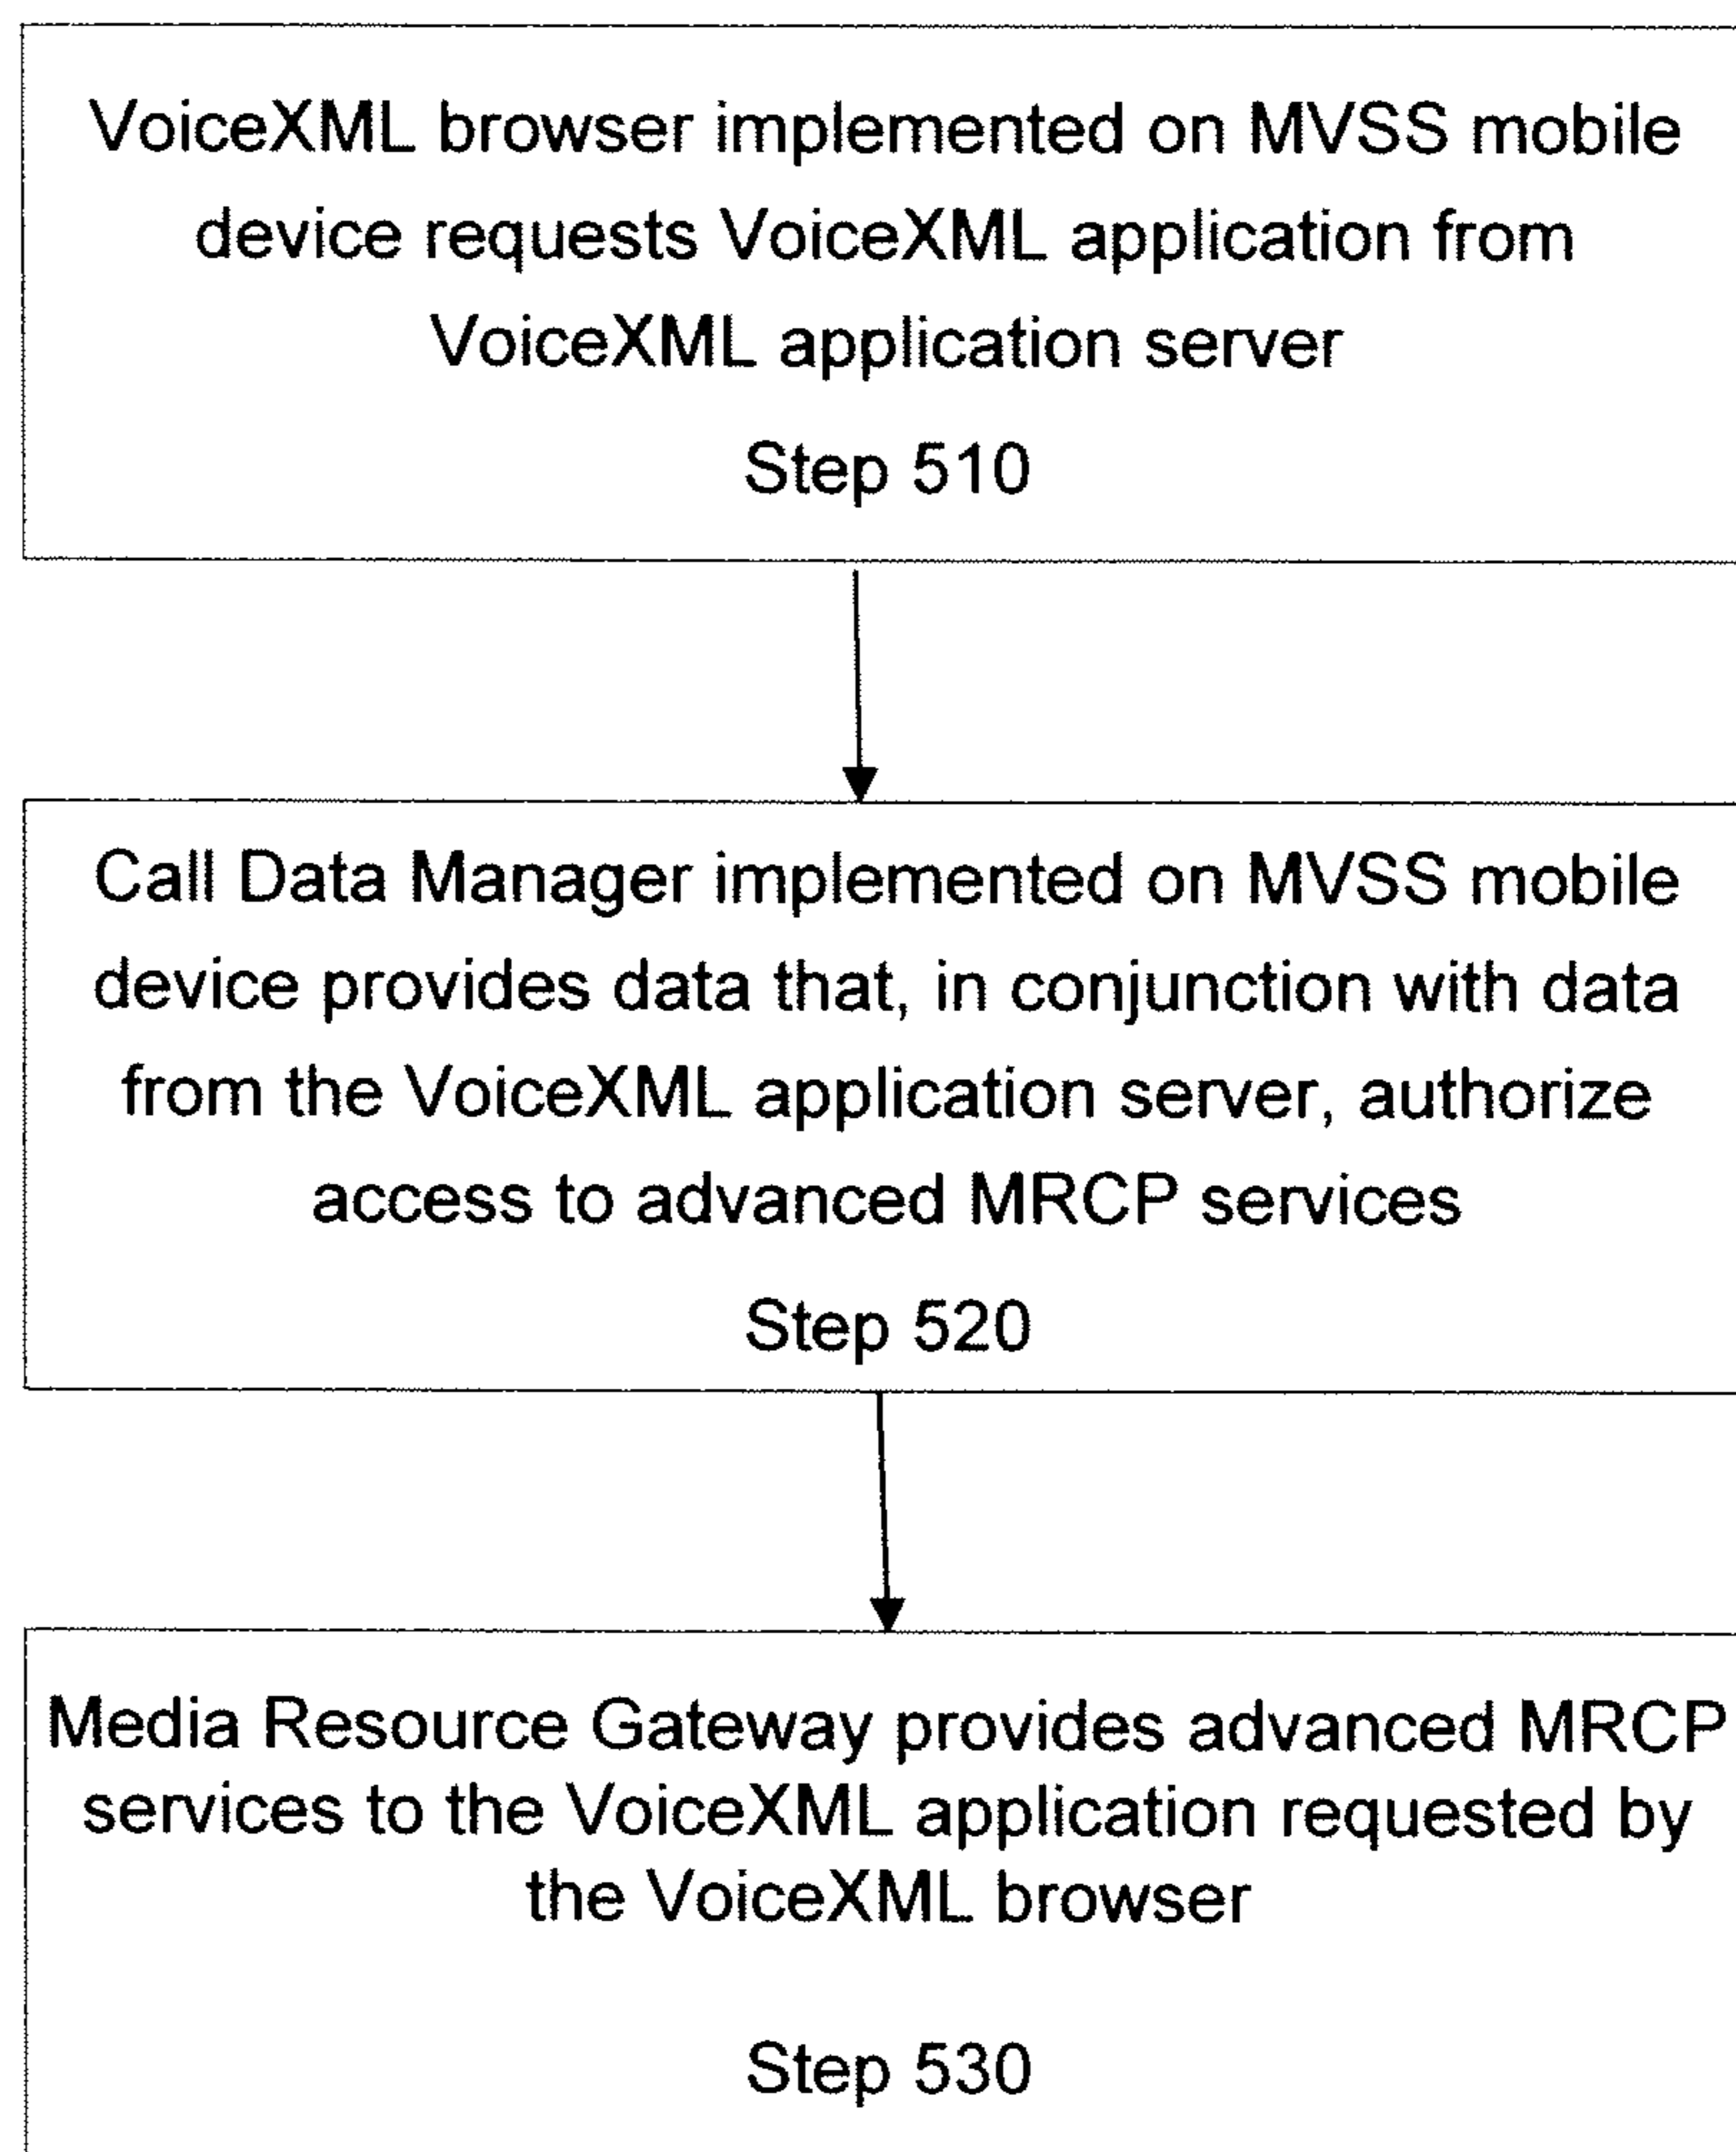 VoiceXML browser implemented on MVSS mobile
device requests VoiceXML application from
VoiceXML application server
Step 510
Call Data Manager implemented on MVSS mobile
device provides data that, in conjunction with data
from the VoiceXML application server, authorize
access to advanced MRCP services
Step 520
Media Resource Gateway provides advanced MRCP
services to the VoiceXML application requested by
the VoiceXML browser
Step 530